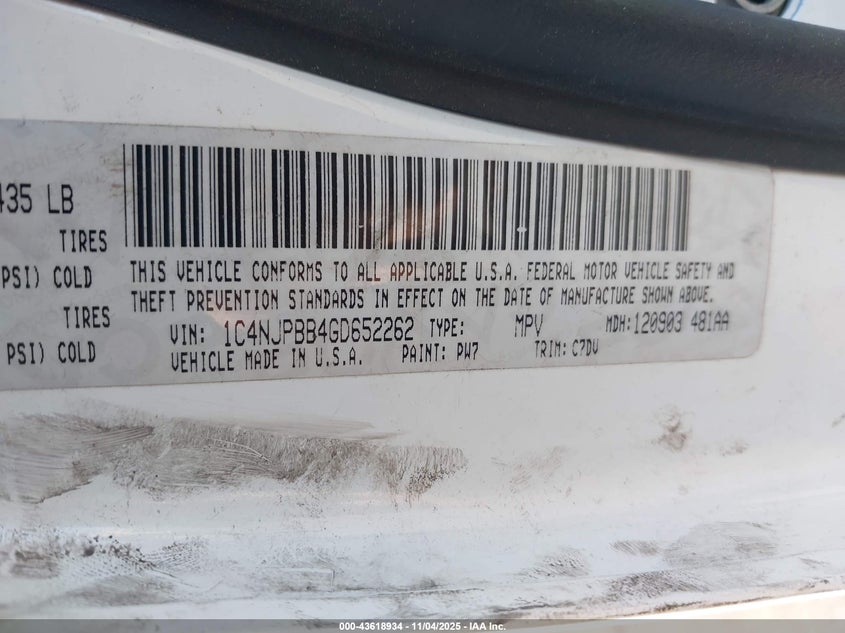 435 LB
TIRES
PSI) COLD
TIRES
PSI) COLD
THIS VEHICLE CONFORMS TO ALL APPLICABLE U.S.A. FEDERAL MOTOR VEHICLE SAFETY AND
THEFT PREVENTION STANDARDS IN EFFECT ON THE DATE OF MANUFACTURE SHOWN ABOVE.
VIN: 1C4NJPBB4GD652262 TYPE: MPV MDH:120903 481AA
VEHICLE MADE IN U.S.A. PAINT: PW7 TRIM: C7DV
000-43618934 - 11/04/2025 - IAA Inc.